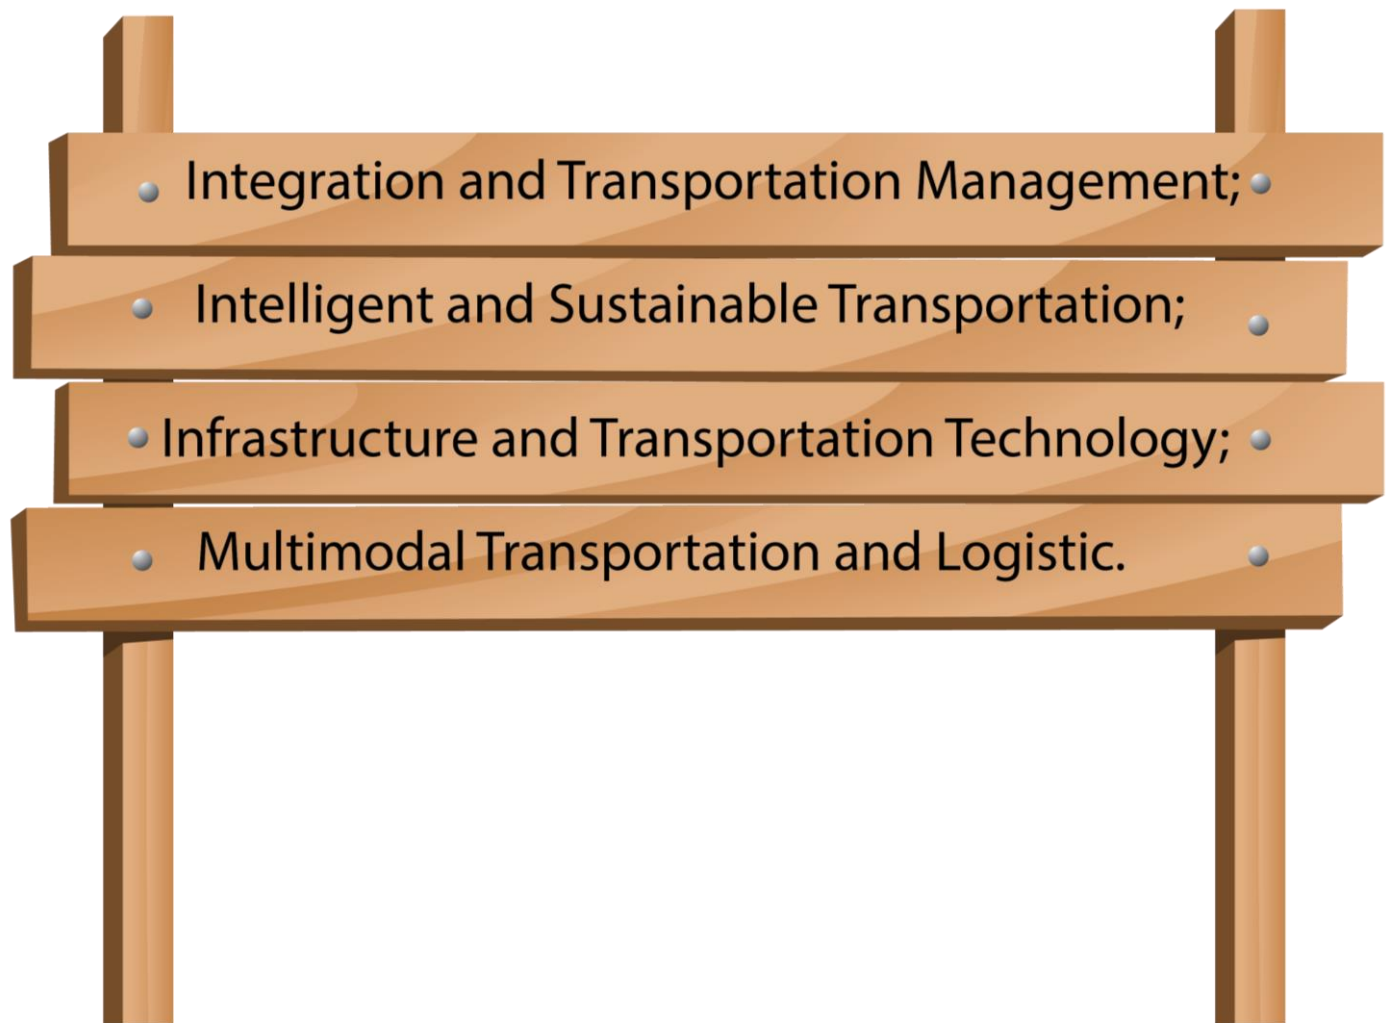 Integration and Transportation Management;
Intelligent and Sustainable Transportation;
Infrastructure and Transportation Technology;
Multimodal Transportation and Logistic.